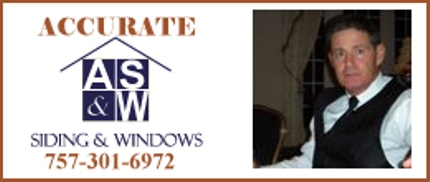 ACCURATE
AS
&W
SIDING & WINDOWS
757-301-6972